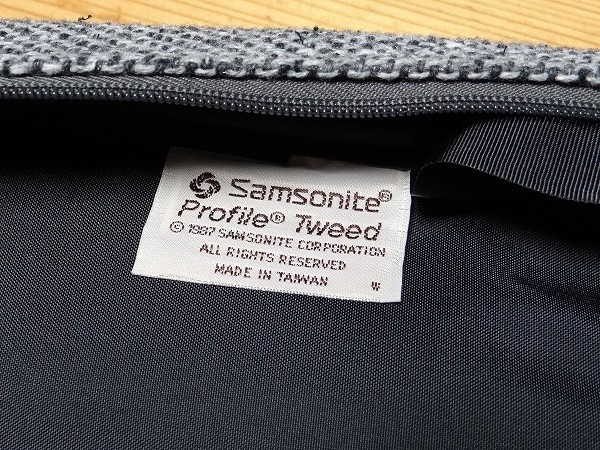 Samsonite®
Profile® Tweed
© 1987 SAMSONITE CORPORATION
ALL RIGHTS RESERVED
MADE IN TAIWAN
W